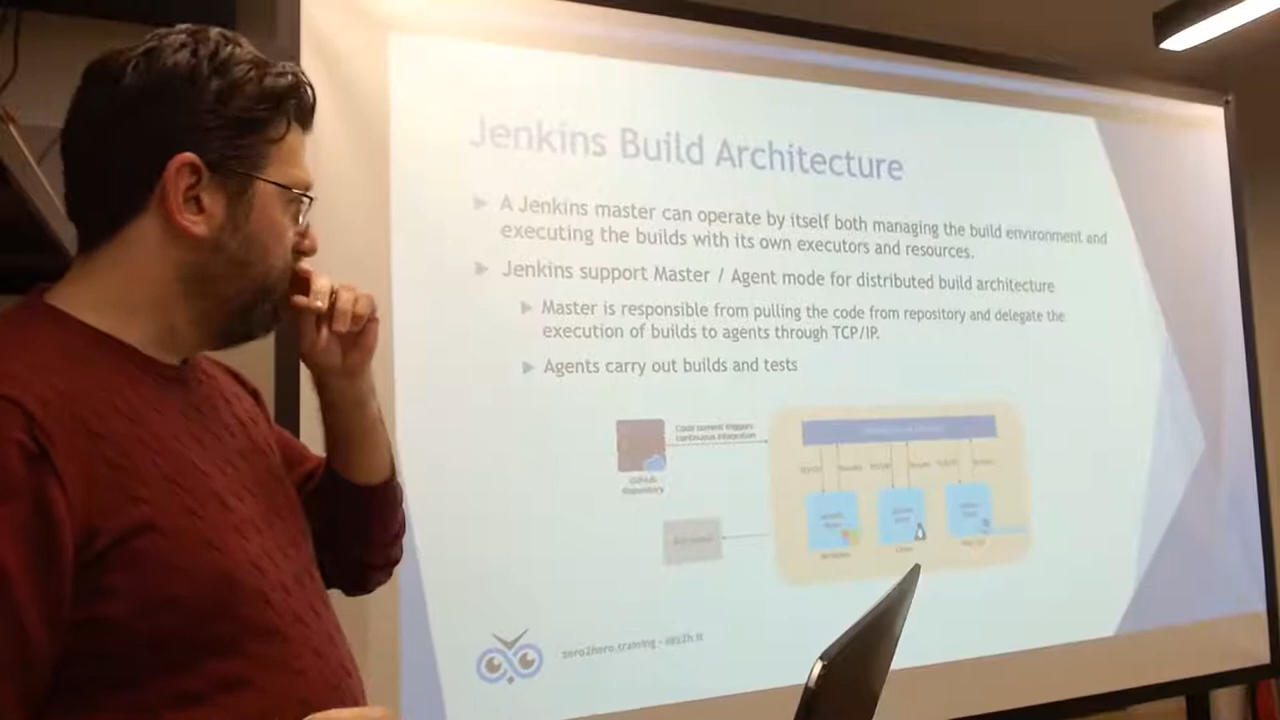 Jenkins Build Architecture
A Jenkins master can operate by itself both managing the build environment and
executing the builds with its own executors and resources.
Jenkins support Master / Agent mode for distributed build architecture
Master is responsible from pulling the code from repository and delegate the
execution of builds to agents through TCP/IP.
Agents carry out builds and tests
Code commit triggers
continuous integration
GitHub
Repository
Linux
zero2hero.training -